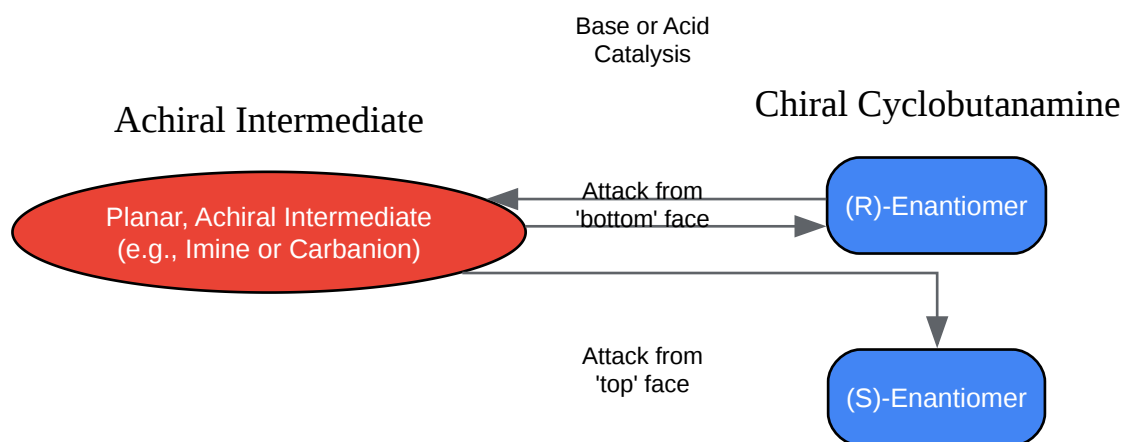 Base or Acid
Catalysis
Achiral Intermediate
Chiral Cyclobutanamine
Planar, Achiral Intermediate
(e.g., Imine or Carbanion)
Attack from
'bottom' face
(R)-Enantiomer
Attack from
'top' face
(S)-Enantiomer